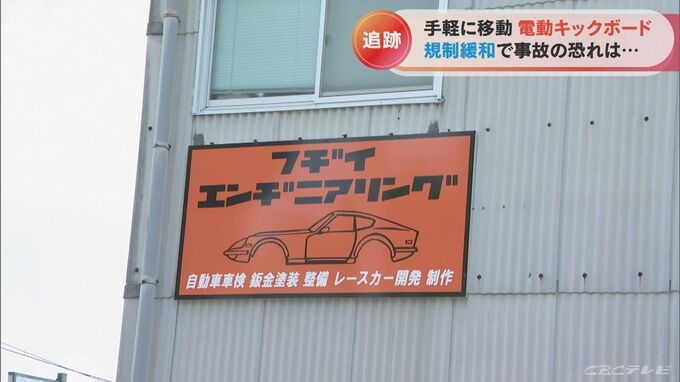 追跡
手軽に移動 電動キックボード
規制緩和で事故の恐れは…
フヂイ
エンヂニアリング
自動車車検 鈑金塗装 整備 レースカー開発 制作
CBCテレビ